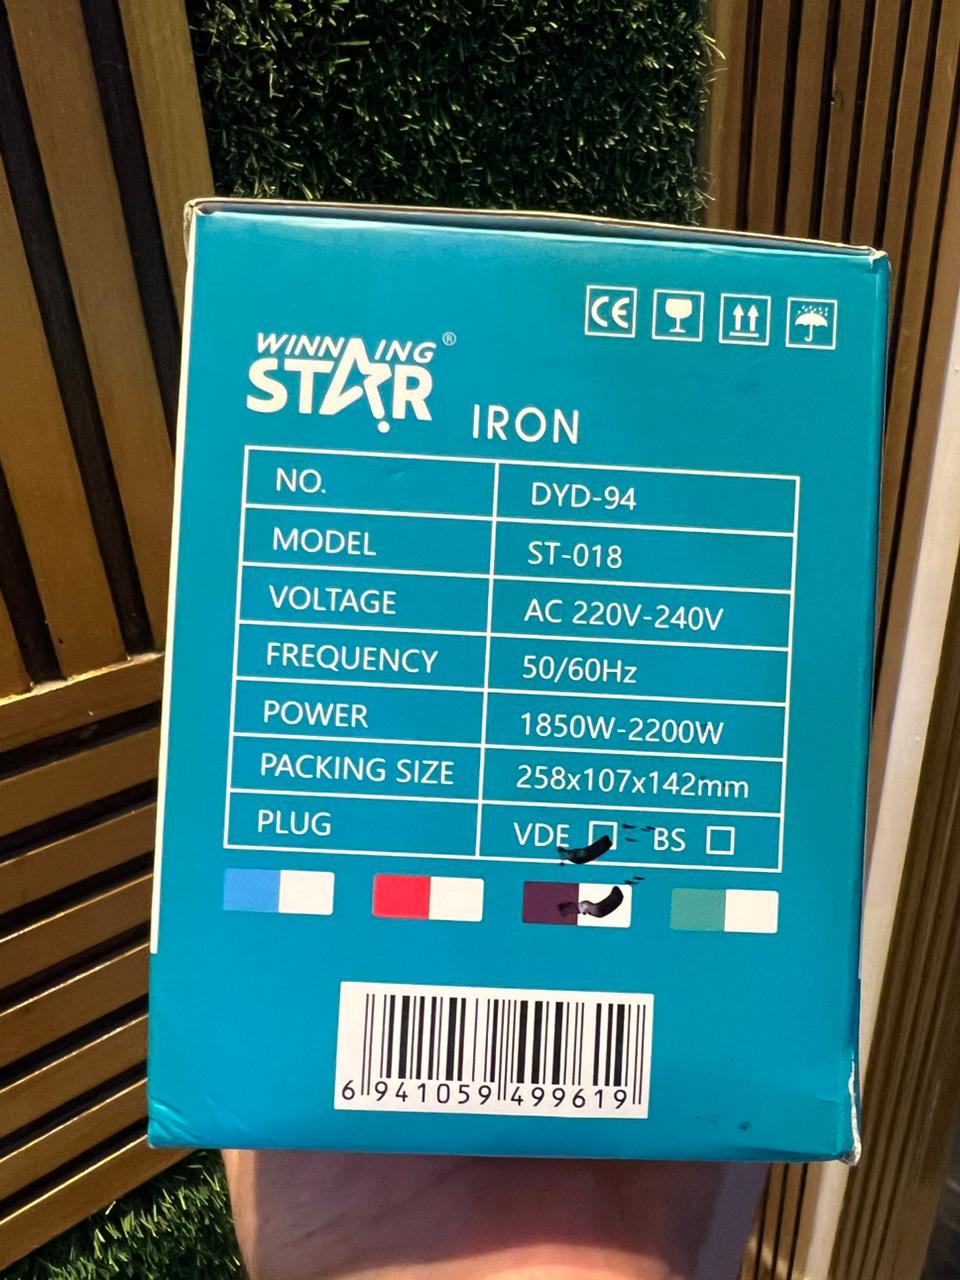 CE
WINNING
STAR ®
IRON
NO. DYD-94
MODEL ST-018
VOLTAGE AC 220V-240V
FREQUENCY 50/60Hz
POWER 1850W-2200W
PACKING SIZE 258x107x142mm
PLUG VDE BS
6 941059 499619